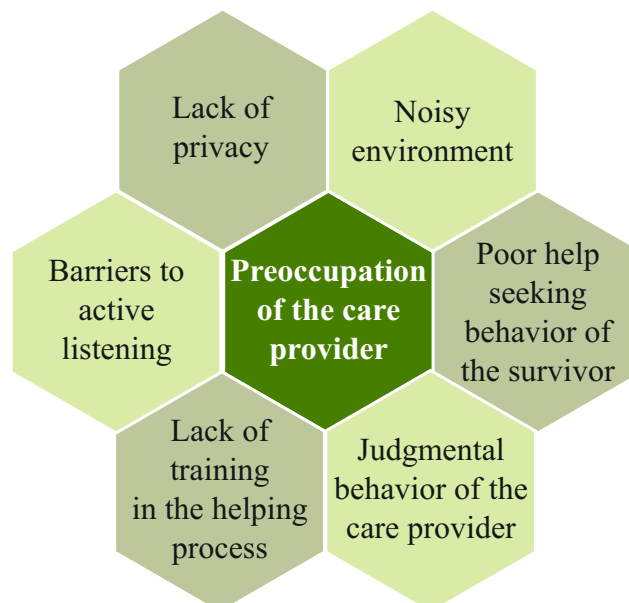 Lack of
privacy
Noisy
environment
Barriers to
active
listening
Preoccupation
of the care
provider
Poor help
seeking
behavior of
the survivor
Lack of
training
in the helping
process
Judgmental
behavior of the
care provider